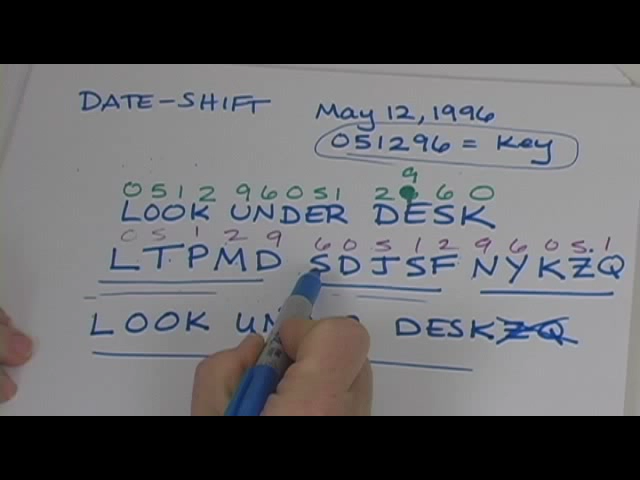 DATE-SHIFT
May 12, 1996
051296 = Key
9
0 5 1 2 9 6 0 5 1 2 6 0
LOOK UNDER DESK
0 5 1 2 9 6 0 5 1 2 9 6 0 5 1
LTPMD SDJSF NYKZQ
LOOK DESKZQ